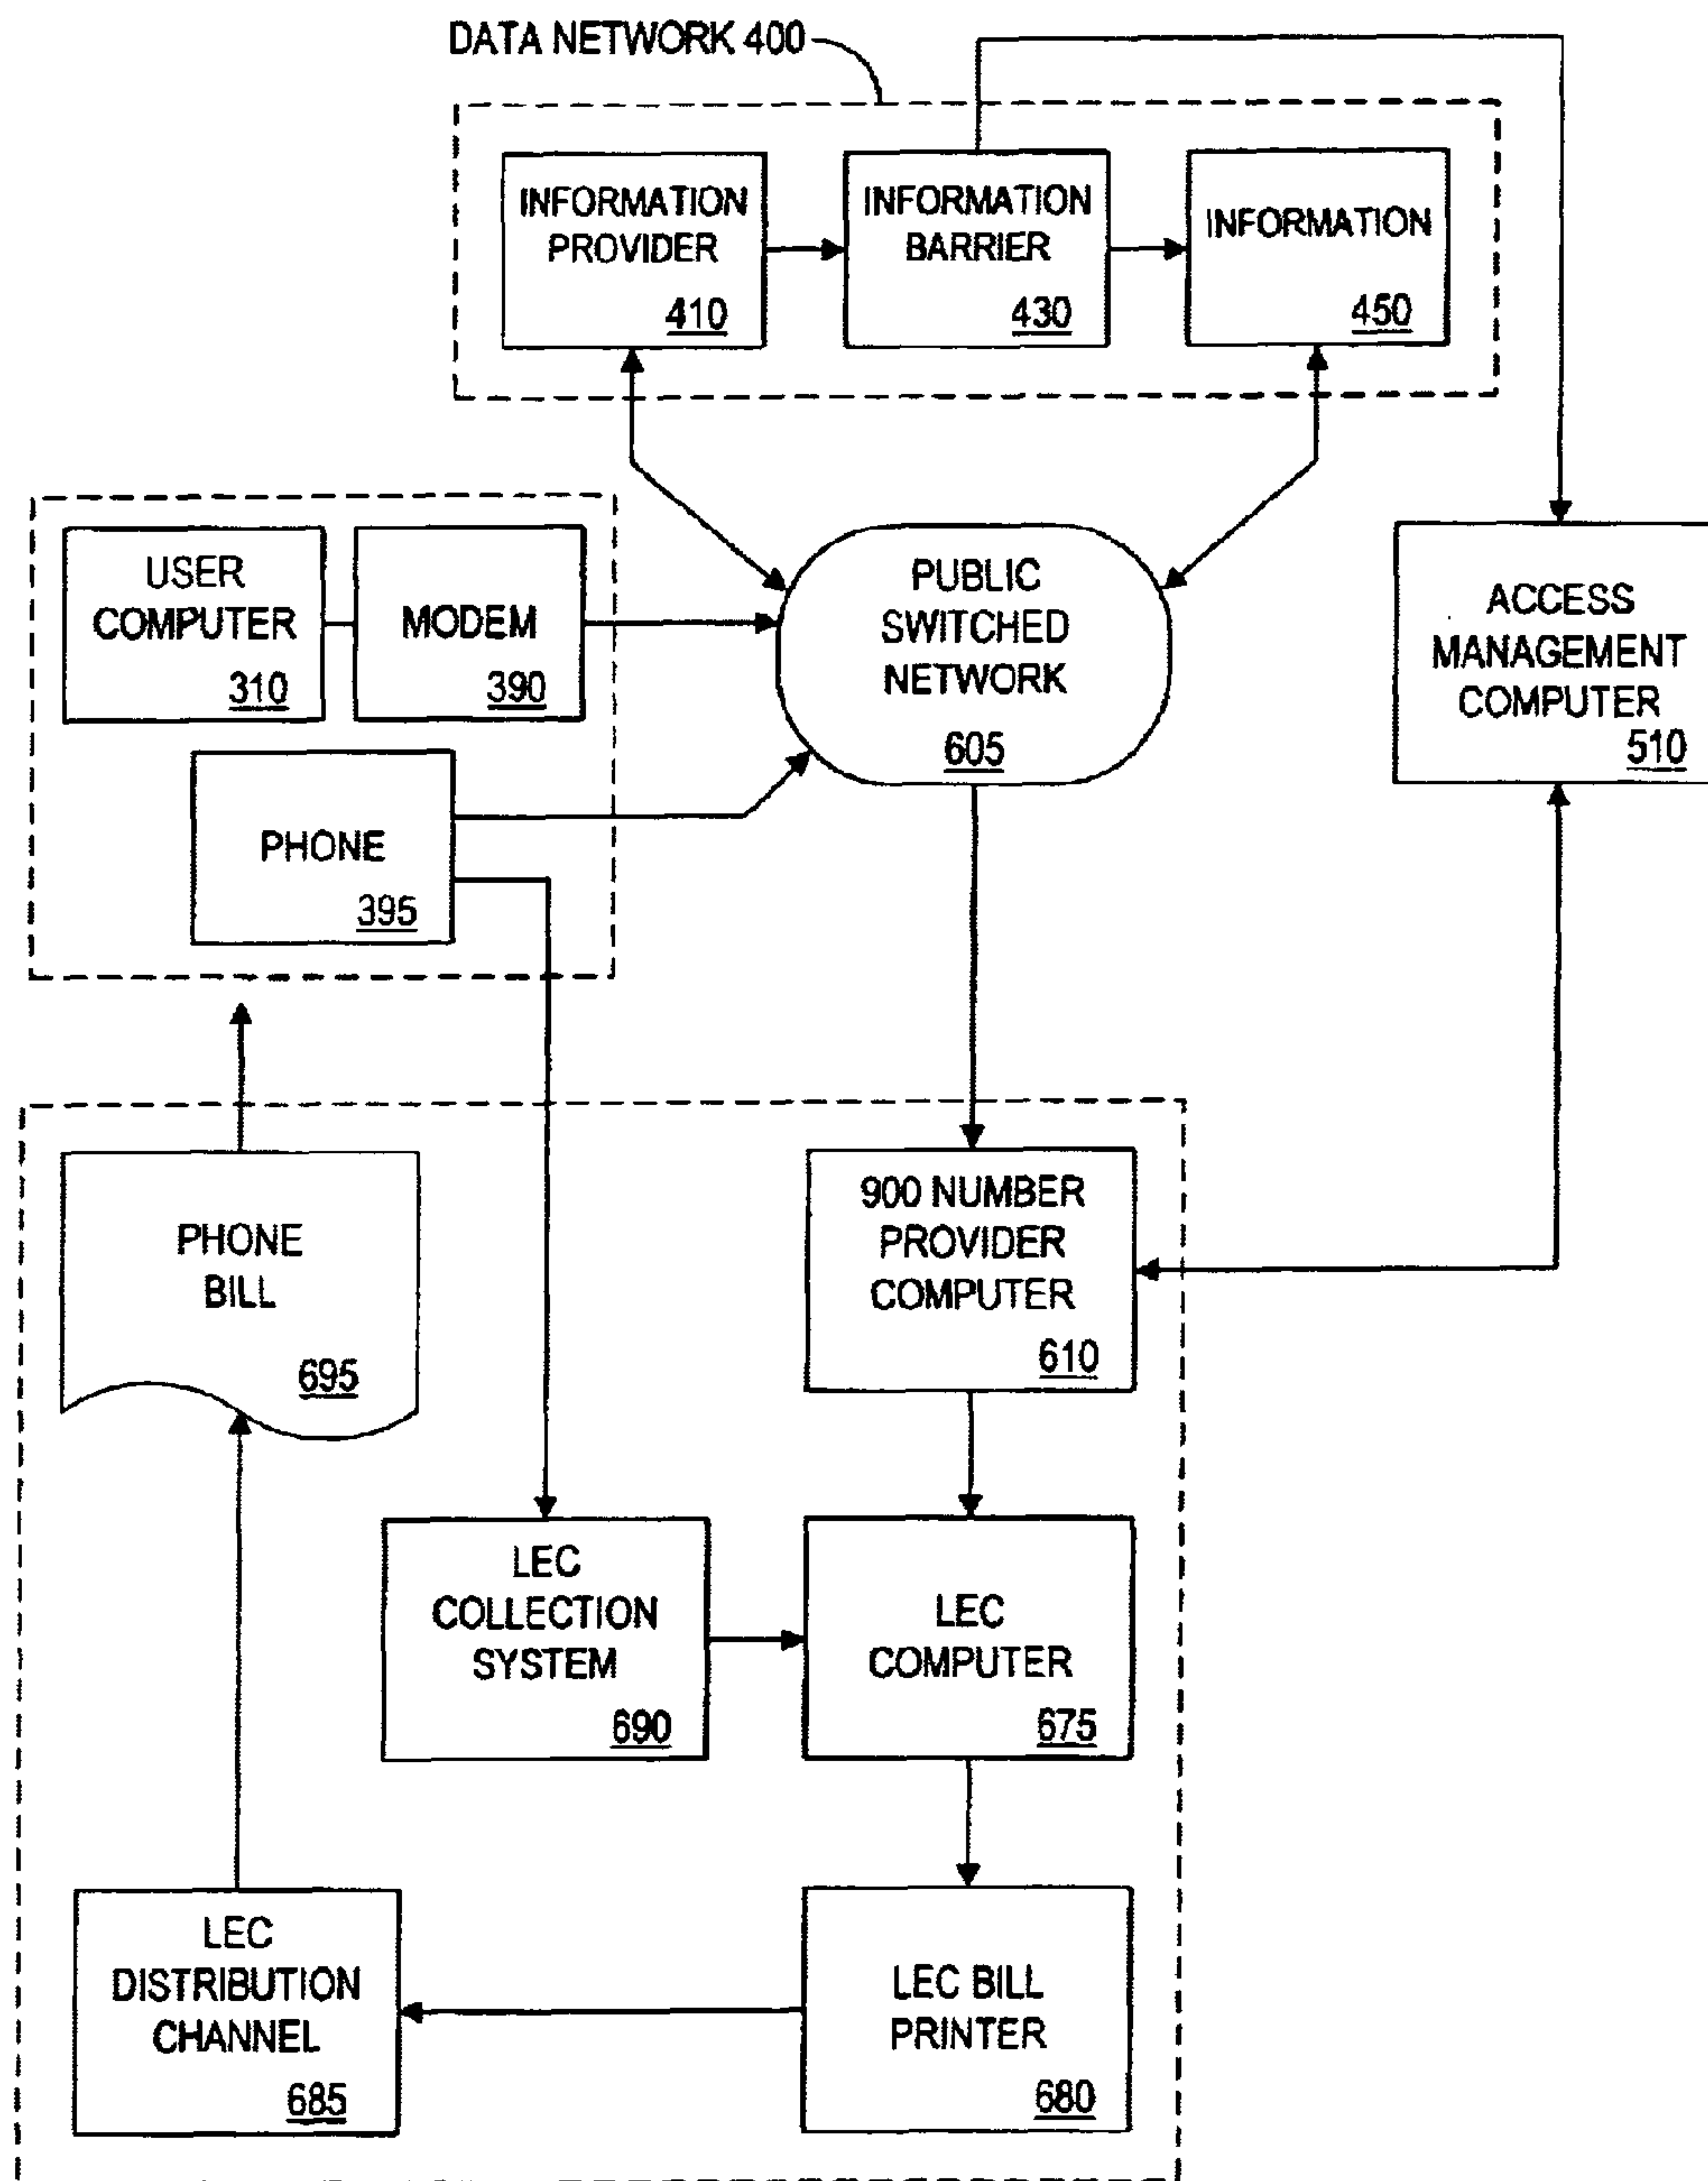 DATA NETWORK 400
INFORMATION
PROVIDER
410
INFORMATION
BARRIER
430
INFORMATION
450
USER
COMPUTER
310
MODEM
390
PHONE
395
PUBLIC
SWITCHED
NETWORK
605
ACCESS
MANAGEMENT
COMPUTER
510
PHONE
BILL
695
900 NUMBER
PROVIDER
COMPUTER
610
LEC
COLLECTION
SYSTEM
690
LEC
COMPUTER
675
LEC
DISTRIBUTION
CHANNEL
685
LEC BILL
PRINTER
680